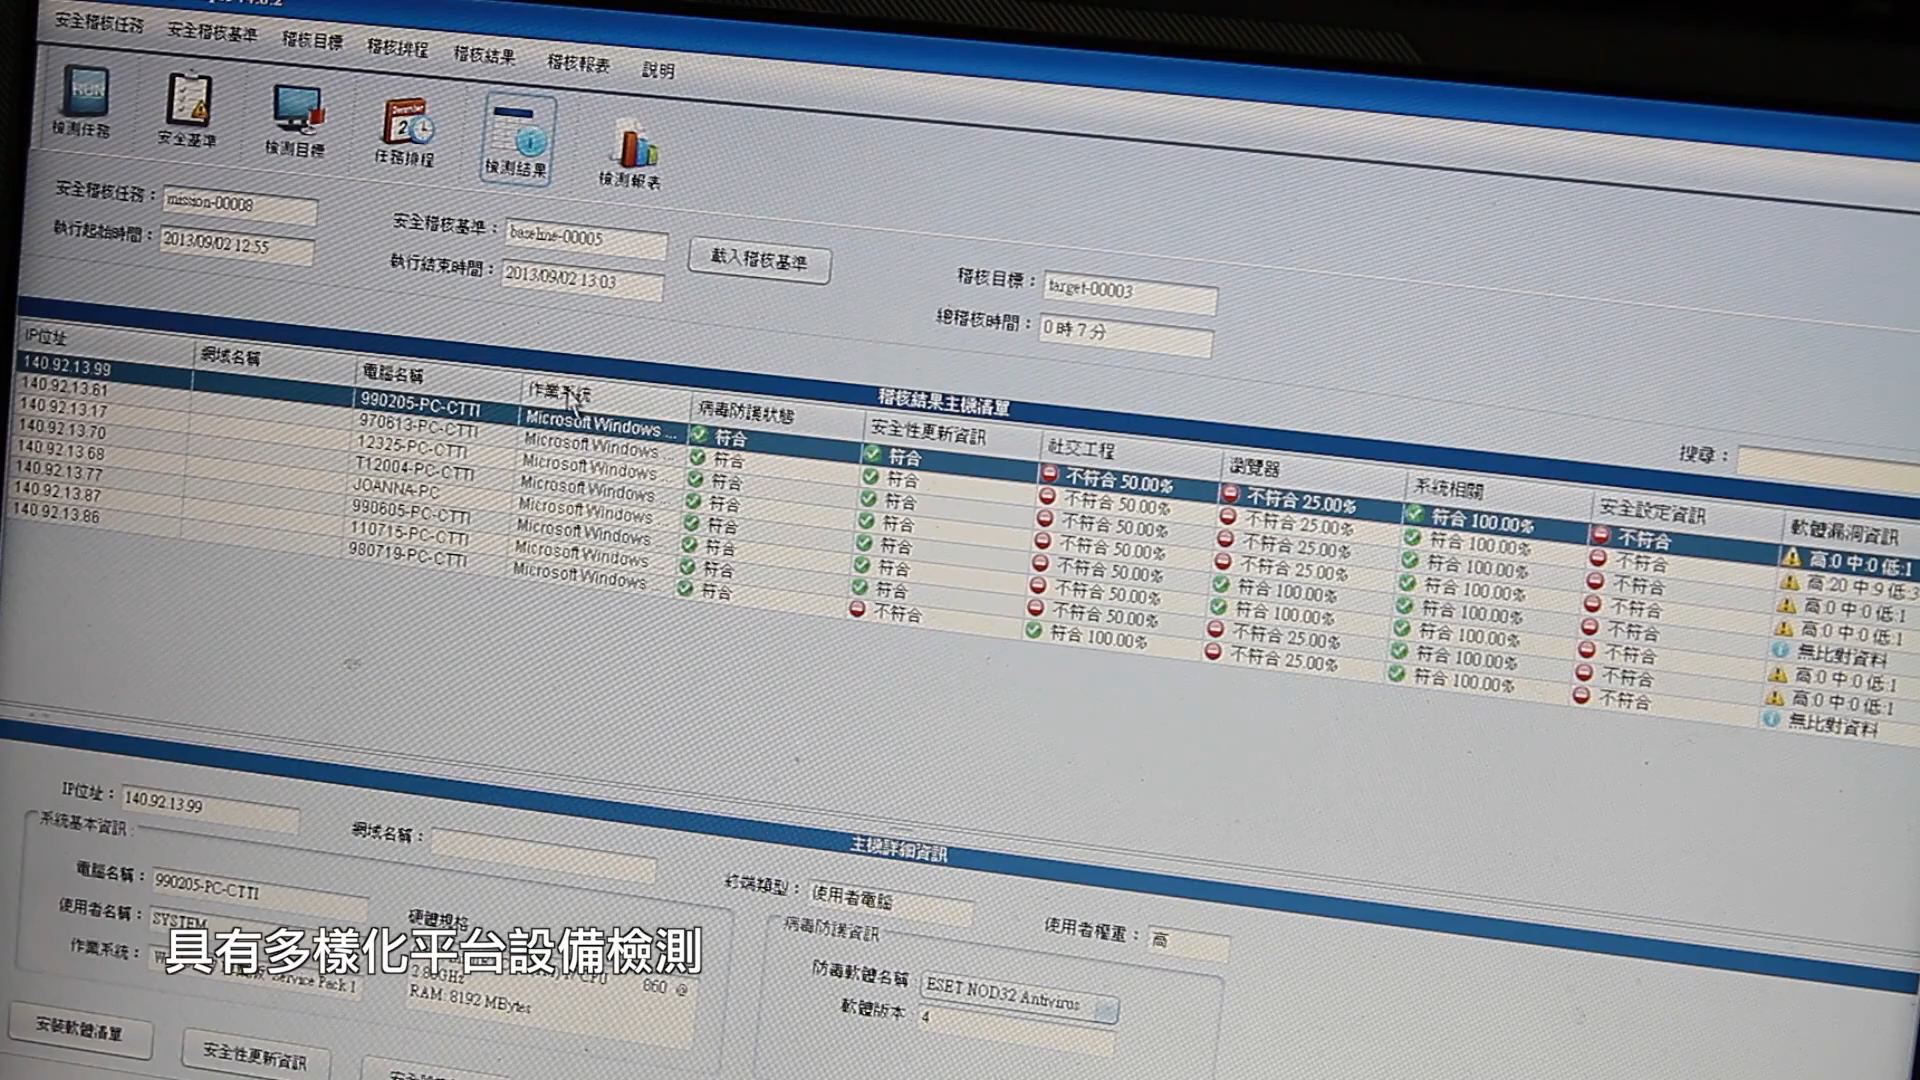 安全稽核任務 安全稽核基準 稽核目標 稽核排程 稽核結果 稽核報表 說明
RUN
檢測任務 安全基準 檢測目標 任務排程 檢測結果 檢測報表
安全稽核任務： mission-00008 安全稽核基準： baseline-00005 載入稽核基準 稽核目標： target-00003
執行起始時間： 2013/09/02 12:55 執行結束時間： 2013/09/02 13:03 總稽核時間： 0 時 7 分
稽核結果主機清單
搜尋：
IP位址 網域名稱 電腦名稱 作業系統 病毒防護狀態 安全性更新資訊 社交工程 瀏覽器 系統相關 安全設定資訊 軟體漏洞資訊
140.92.13.99 990205-PC-CTTI Microsoft Windows ... 符合 符合 不符合 50.00% 不符合 25.00% 符合 100.00% 不符合 高:0 中:0 低:1
140.92.13.61 970613-PC-CTTI Microsoft Windows ... 符合 符合 不符合 50.00% 不符合 25.00% 符合 100.00% 不符合 高:20 中:9 低:3
140.92.13.17 12325-PC-CTTI Microsoft Windows ... 符合 符合 不符合 50.00% 不符合 25.00% 符合 100.00% 不符合 高:0 中:0 低:1
140.92.13.70 T12004-PC-CTTI Microsoft Windows ... 符合 符合 不符合 50.00% 不符合 25.00% 符合 100.00% 不符合 高:0 中:0 低:1
140.92.13.68 JOANNA-PC Microsoft Windows ... 符合 符合 不符合 50.00% 符合 100.00% 符合 100.00% 不符合 無比對資料
140.92.13.77 990605-PC-CTTI Microsoft Windows ... 符合 符合 不符合 50.00% 符合 100.00% 符合 100.00% 不符合 高:0 中:0 低:1
140.92.13.87 110715-PC-CTTI Microsoft Windows ... 符合 符合 不符合 50.00% 不符合 25.00% 符合 100.00% 不符合 高:0 中:0 低:1
140.92.13.86 980719-PC-CTTI Microsoft Windows ... 符合 不符合 符合 100.00% 不符合 25.00% 符合 100.00% 不符合 無比對資料
主機詳細資訊
IP位址： 140.92.13.99 網域名稱： 終端類型： 使用者電腦 使用者權重： 高
系統基本資訊
電腦名稱： 990205-PC-CTTI
使用者名稱： SYSTEM
作業系統： Service Pack 1
硬體規格
CPU 860 @
2.80GHz
RAM: 8192 MBytes
病毒防護資訊
防毒軟體名稱 ESET NOD32 Antivirus
軟體版本 4
安裝軟體清單 安全性更新資訊
具有多樣化平台設備檢測